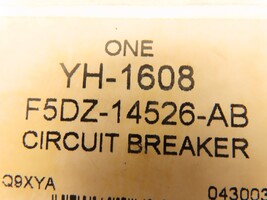 ONE
YH-1608
F5DZ-14526-AB
CIRCUIT BREAKER
Q9XYA 043003